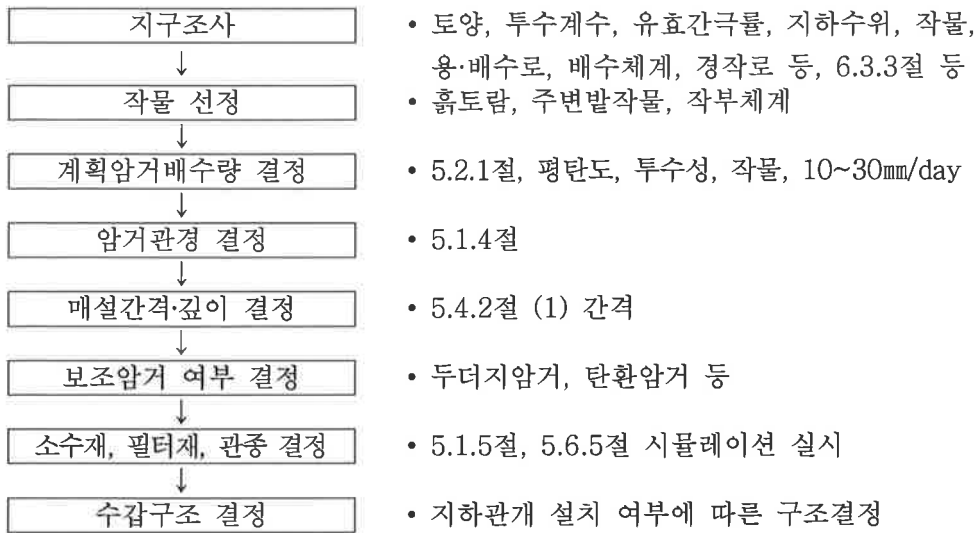 지구조사 • 토양, 투수계수, 유효간극률, 지하수위, 작물,
용·배수로, 배수체계, 경작로 등, 6.3.3절 등
작물 선정 • 흙토람, 주변밭작물, 작부체계
계획암거배수량 결정 • 5.2.1절, 평탄도, 투수성, 작물, 10~30㎜/day
암거관경 결정 • 5.1.4절
매설간격·깊이 결정 • 5.4.2절 (1) 간격
보조암거 여부 결정 • 두더지암거, 탄환암거 등
소수재, 필터재, 관종 결정 • 5.1.5절, 5.6.5절 시뮬레이션 실시
수갑구조 결정 • 지하관개 설치 여부에 따른 구조결정